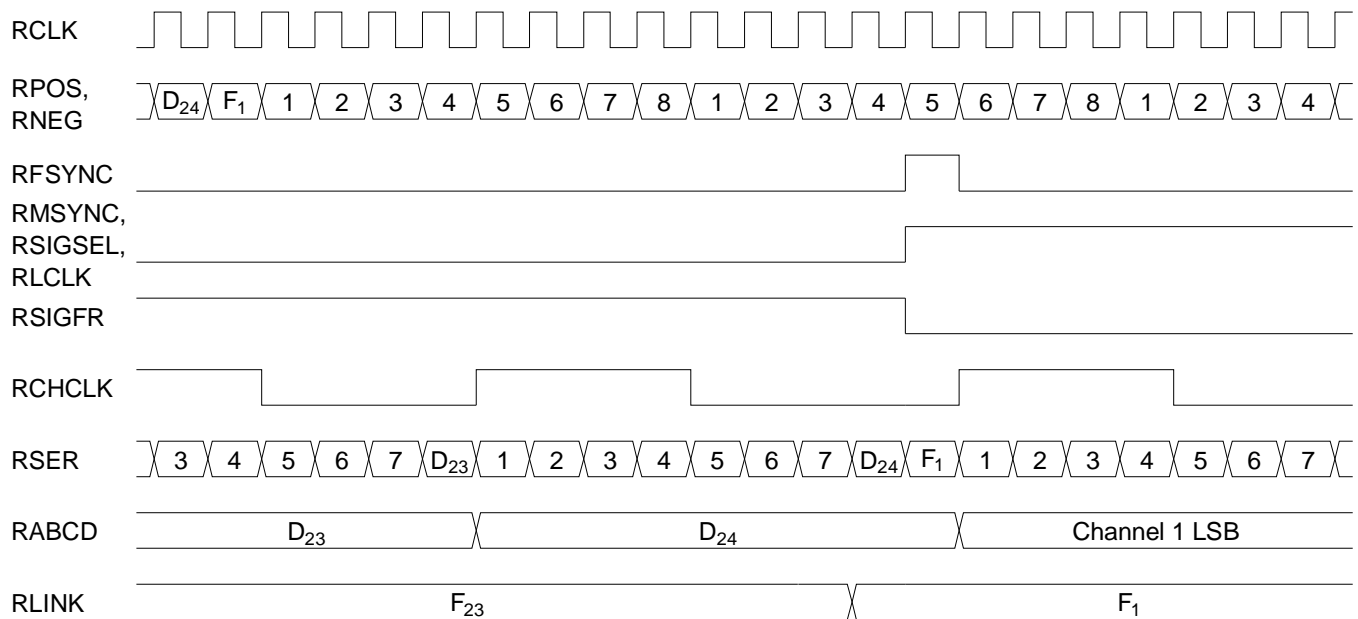 RCLK
RPOS,
RNEG
D24 F1 1 2 3 4 5 6 7 8 1 2 3 4 5 6 7 8 1 2 3 4
RFSYNC
RMSYNC,
RSIGSEL,
RLCLK
RSIGFR
RCHCLK
RSER 3 4 5 6 7 D23 1 2 3 4 5 6 7 D24 F1 1 2 3 4 5 6 7
RABCD D23 D24 Channel 1 LSB
RLINK F23 F1